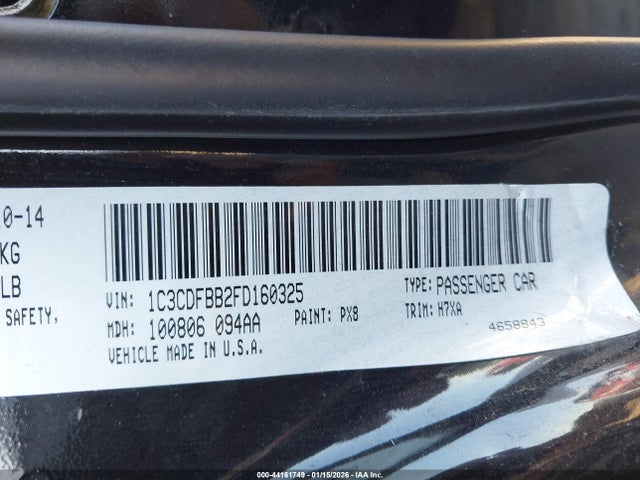 0-14
KG
LB
SAFETY,
VIN: 1C3CDFBB2FD160325
TYPE: PASSENGER CAR
MDH: 100806 094AA
PAINT: PX8
TRIM: H7XA
VEHICLE MADE IN U.S.A.
4658843
000-44161749 - 01/15/2026 - IAA Inc.